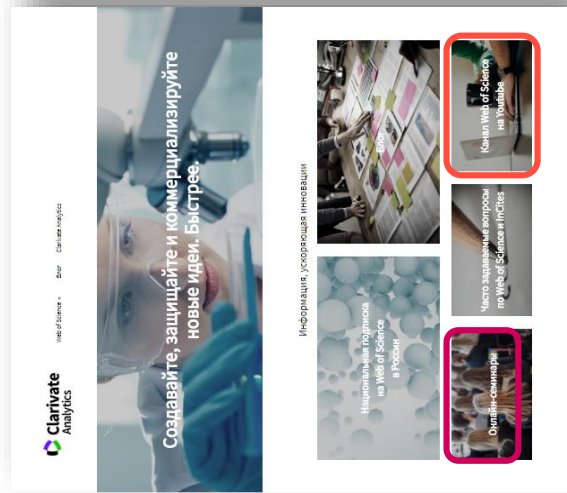 Clarivate
Analytics
Web of Science
Блог
Clarivate Analytics
Создавайте, защищайте и коммерциализируйте
новые идеи. Быстрее.
Информация, ускоряющая инновации
Национальная подписка
на Web of Science
в России
Блог
Онлайн-семинары
Часто задаваемые вопросы
по Web of Science и InCites
Канал Web of Science
на Youtube